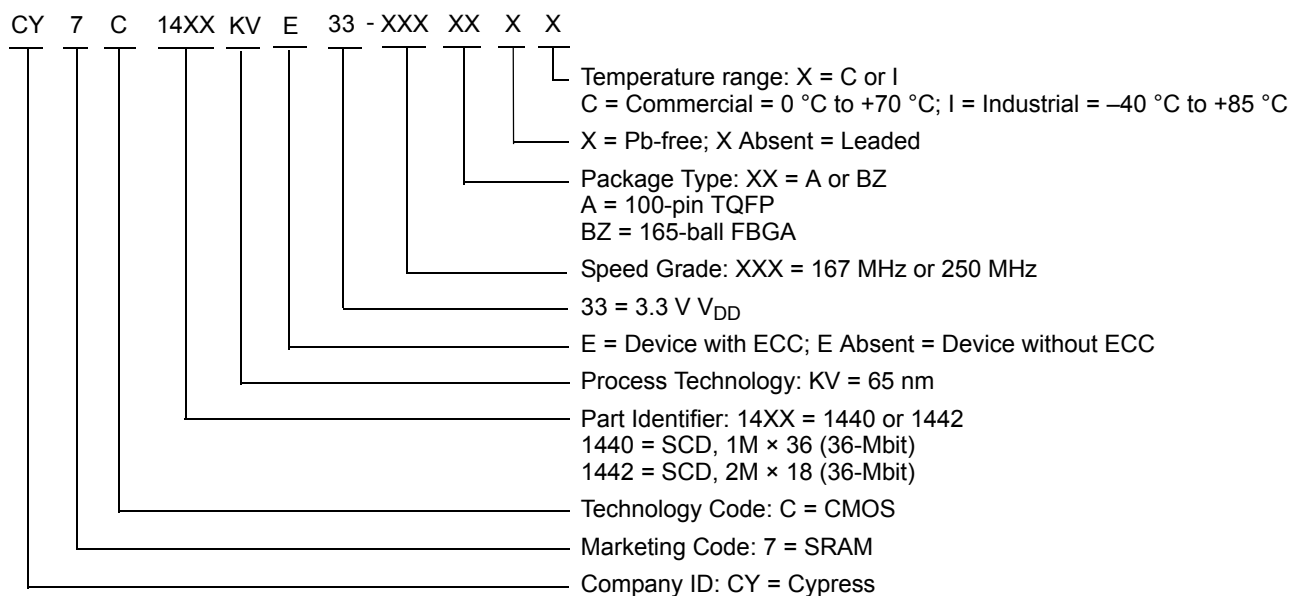 CY 7 C 14XX KV E 33 - XXX XX X X
Temperature range: X = C or I
C = Commercial = 0 °C to +70 °C; I = Industrial = –40 °C to +85 °C
X = Pb-free; X Absent = Leaded
Package Type: XX = A or BZ
A = 100-pin TQFP
BZ = 165-ball FBGA
Speed Grade: XXX = 167 MHz or 250 MHz
33 = 3.3 V VDD
E = Device with ECC; E Absent = Device without ECC
Process Technology: KV = 65 nm
Part Identifier: 14XX = 1440 or 1442
1440 = SCD, 1M × 36 (36-Mbit)
1442 = SCD, 2M × 18 (36-Mbit)
Technology Code: C = CMOS
Marketing Code: 7 = SRAM
Company ID: CY = Cypress